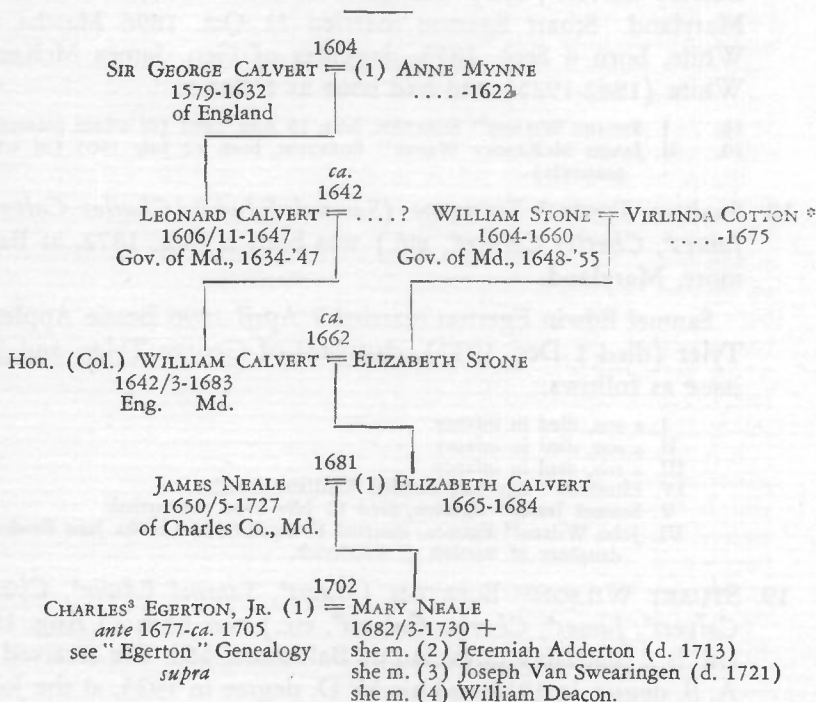 1604
SIR GEORGE CALVERT = (1) ANNE MYNNE
1579-1632 .....-1622
of England
ca.
1642
LEONARD CALVERT = . ? WILLIAM STONE = VIRLINDA COTTON *
1606/11-1647 1604-1660 .....-1675
Gov. of Md., 1634-'47 Gov. of Md., 1648-'55
ca.
1662
Hon. (Col.) WILLIAM CALVERT = ELIZABETH STONE
1642/3-1683
Eng. Md.
1681
JAMES NEALE = (1) ELIZABETH CALVERT
1650/5-1727 1665-1684
of Charles Co., Md.
1702
CHARLES³ EGERTON, JR. (1) = MARY NEALE
ante 1677-ca. 1705 1682/3-1730 +
see "Egerton" Genealogy she m. (2) Jeremiah Adderton (d. 1713)
supra she m. (3) Joseph Van Swearingen (d. 1721)
she m. (4) William Deacon.